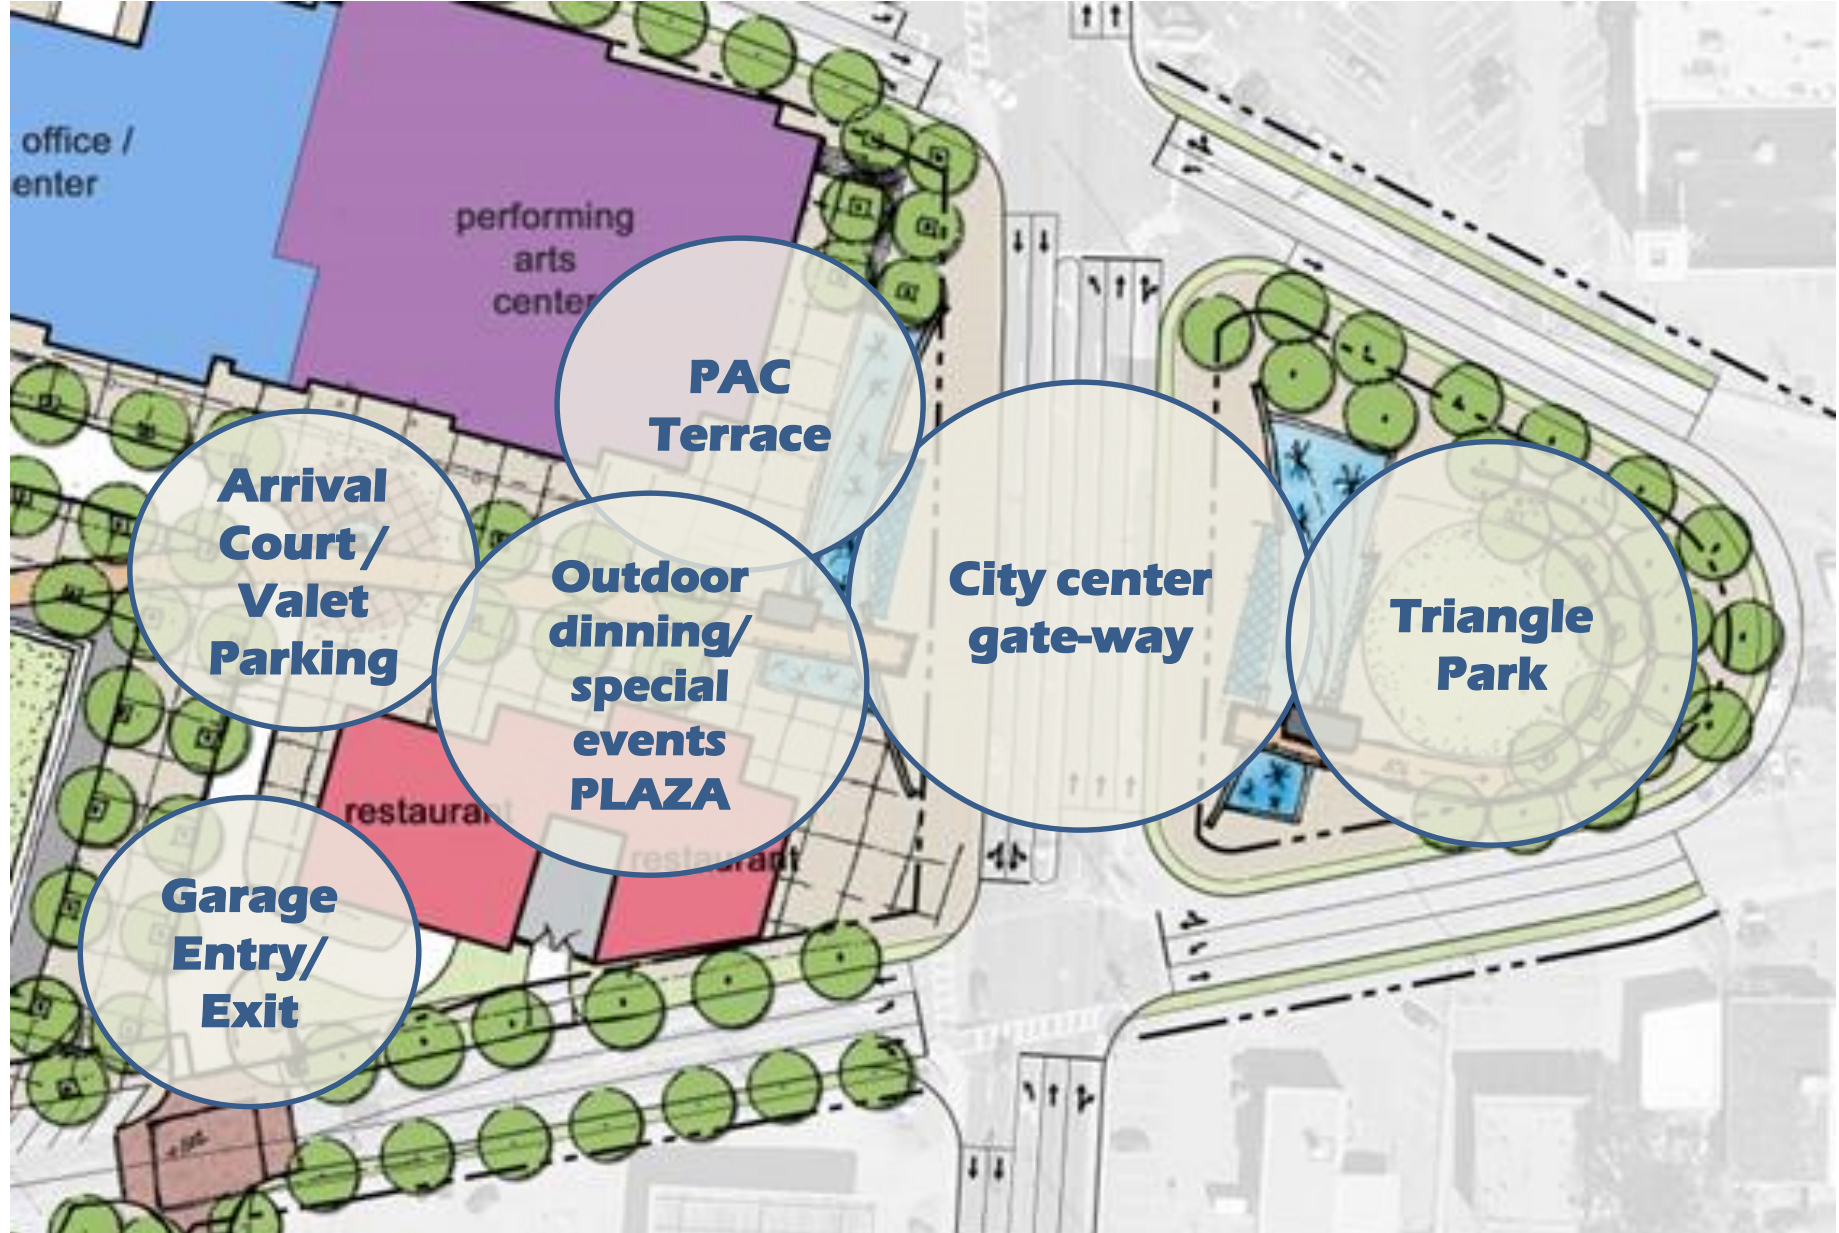 office /
enter
performing
arts
center
PAC
Terrace
Arrival
Court /
Valet
Parking
Outdoor
dinning/
special
events
PLAZA
City center
gate-way
Triangle
Park
restaurant
restaurant
Garage
Entry/
Exit